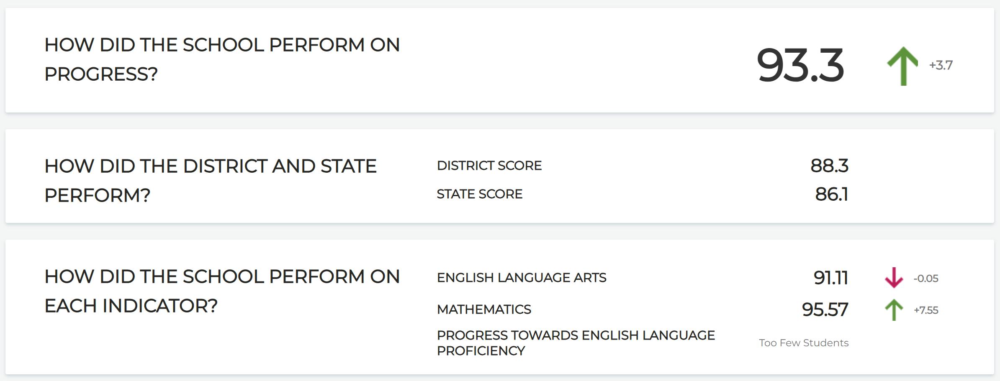 HOW DID THE SCHOOL PERFORM ON
PROGRESS?
93.3
+3.7
HOW DID THE DISTRICT AND STATE
PERFORM?
DISTRICT SCORE
88.3
STATE SCORE
86.1
HOW DID THE SCHOOL PERFORM ON
EACH INDICATOR?
ENGLISH LANGUAGE ARTS
91.11
-0.05
MATHEMATICS
95.57
+7.55
PROGRESS TOWARDS ENGLISH LANGUAGE
PROFICIENCY
Too Few Students